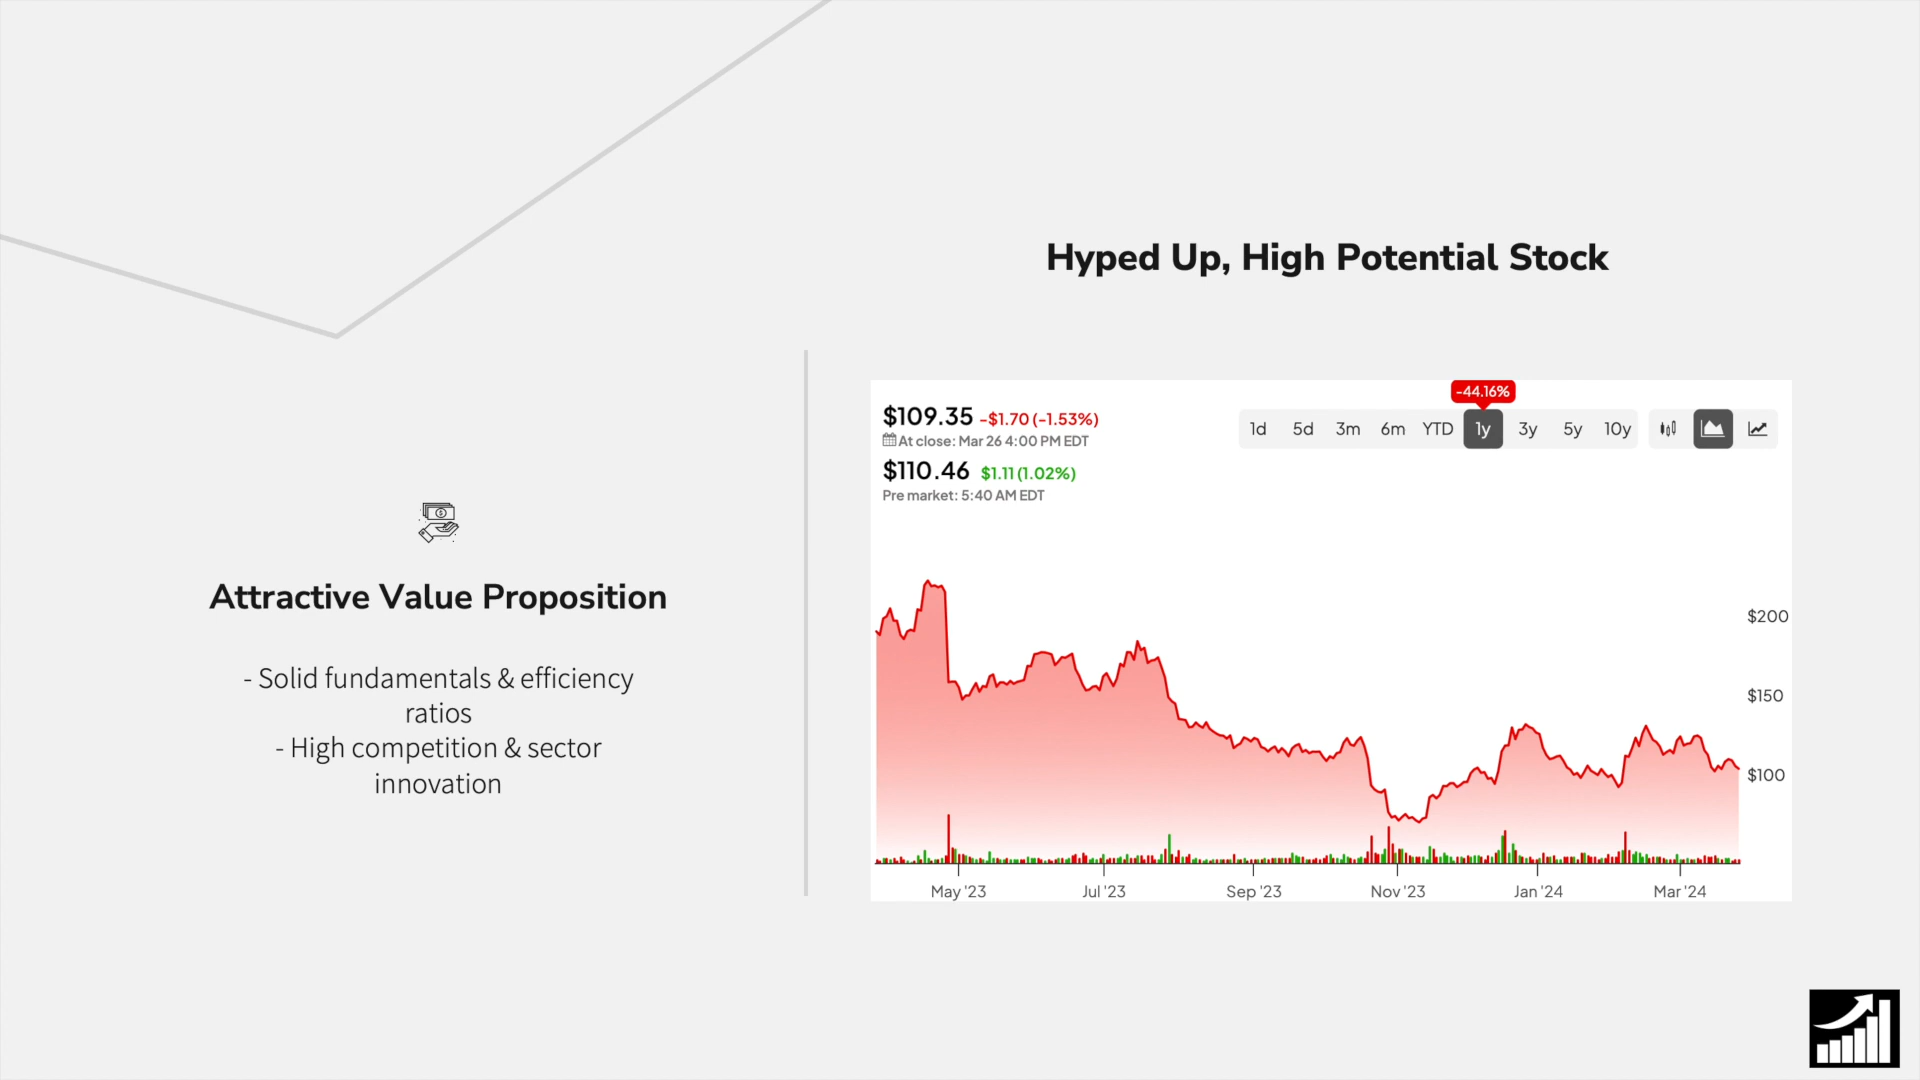 Hyped Up, High Potential Stock
Attractive Value Proposition
- Solid fundamentals & efficiency
ratios
- High competition & sector
innovation
$109.35 -$1.70 (-1.53%)
At close: Mar 26 4:00 PM EDT
$110.46 $1.11 (1.02%)
Pre market: 5:40 AM EDT
-44.16%
1d 5d 3m 6m YTD 1y 3y 5y 10y
$200
$150
$100
May '23 Jul '23 Sep '23 Nov '23 Jan '24 Mar '24